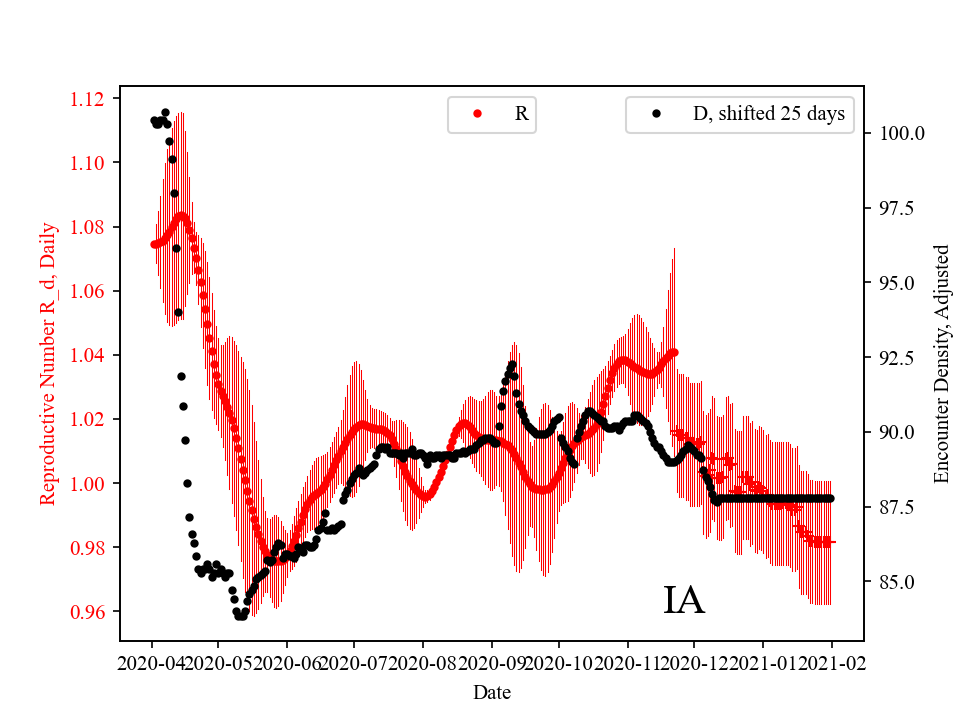 R
D, shifted 25 days
1.12
1.10
1.08
1.06
1.04
1.02
1.00
0.98
0.96
Reproductive Number R_d, Daily
100.0
97.5
95.0
92.5
90.0
87.5
85.0
Encounter Density, Adjusted
IA
2020-04 2020-05 2020-06 2020-07 2020-08 2020-09 2020-10 2020-11 2020-12 2021-01 2021-02
Date